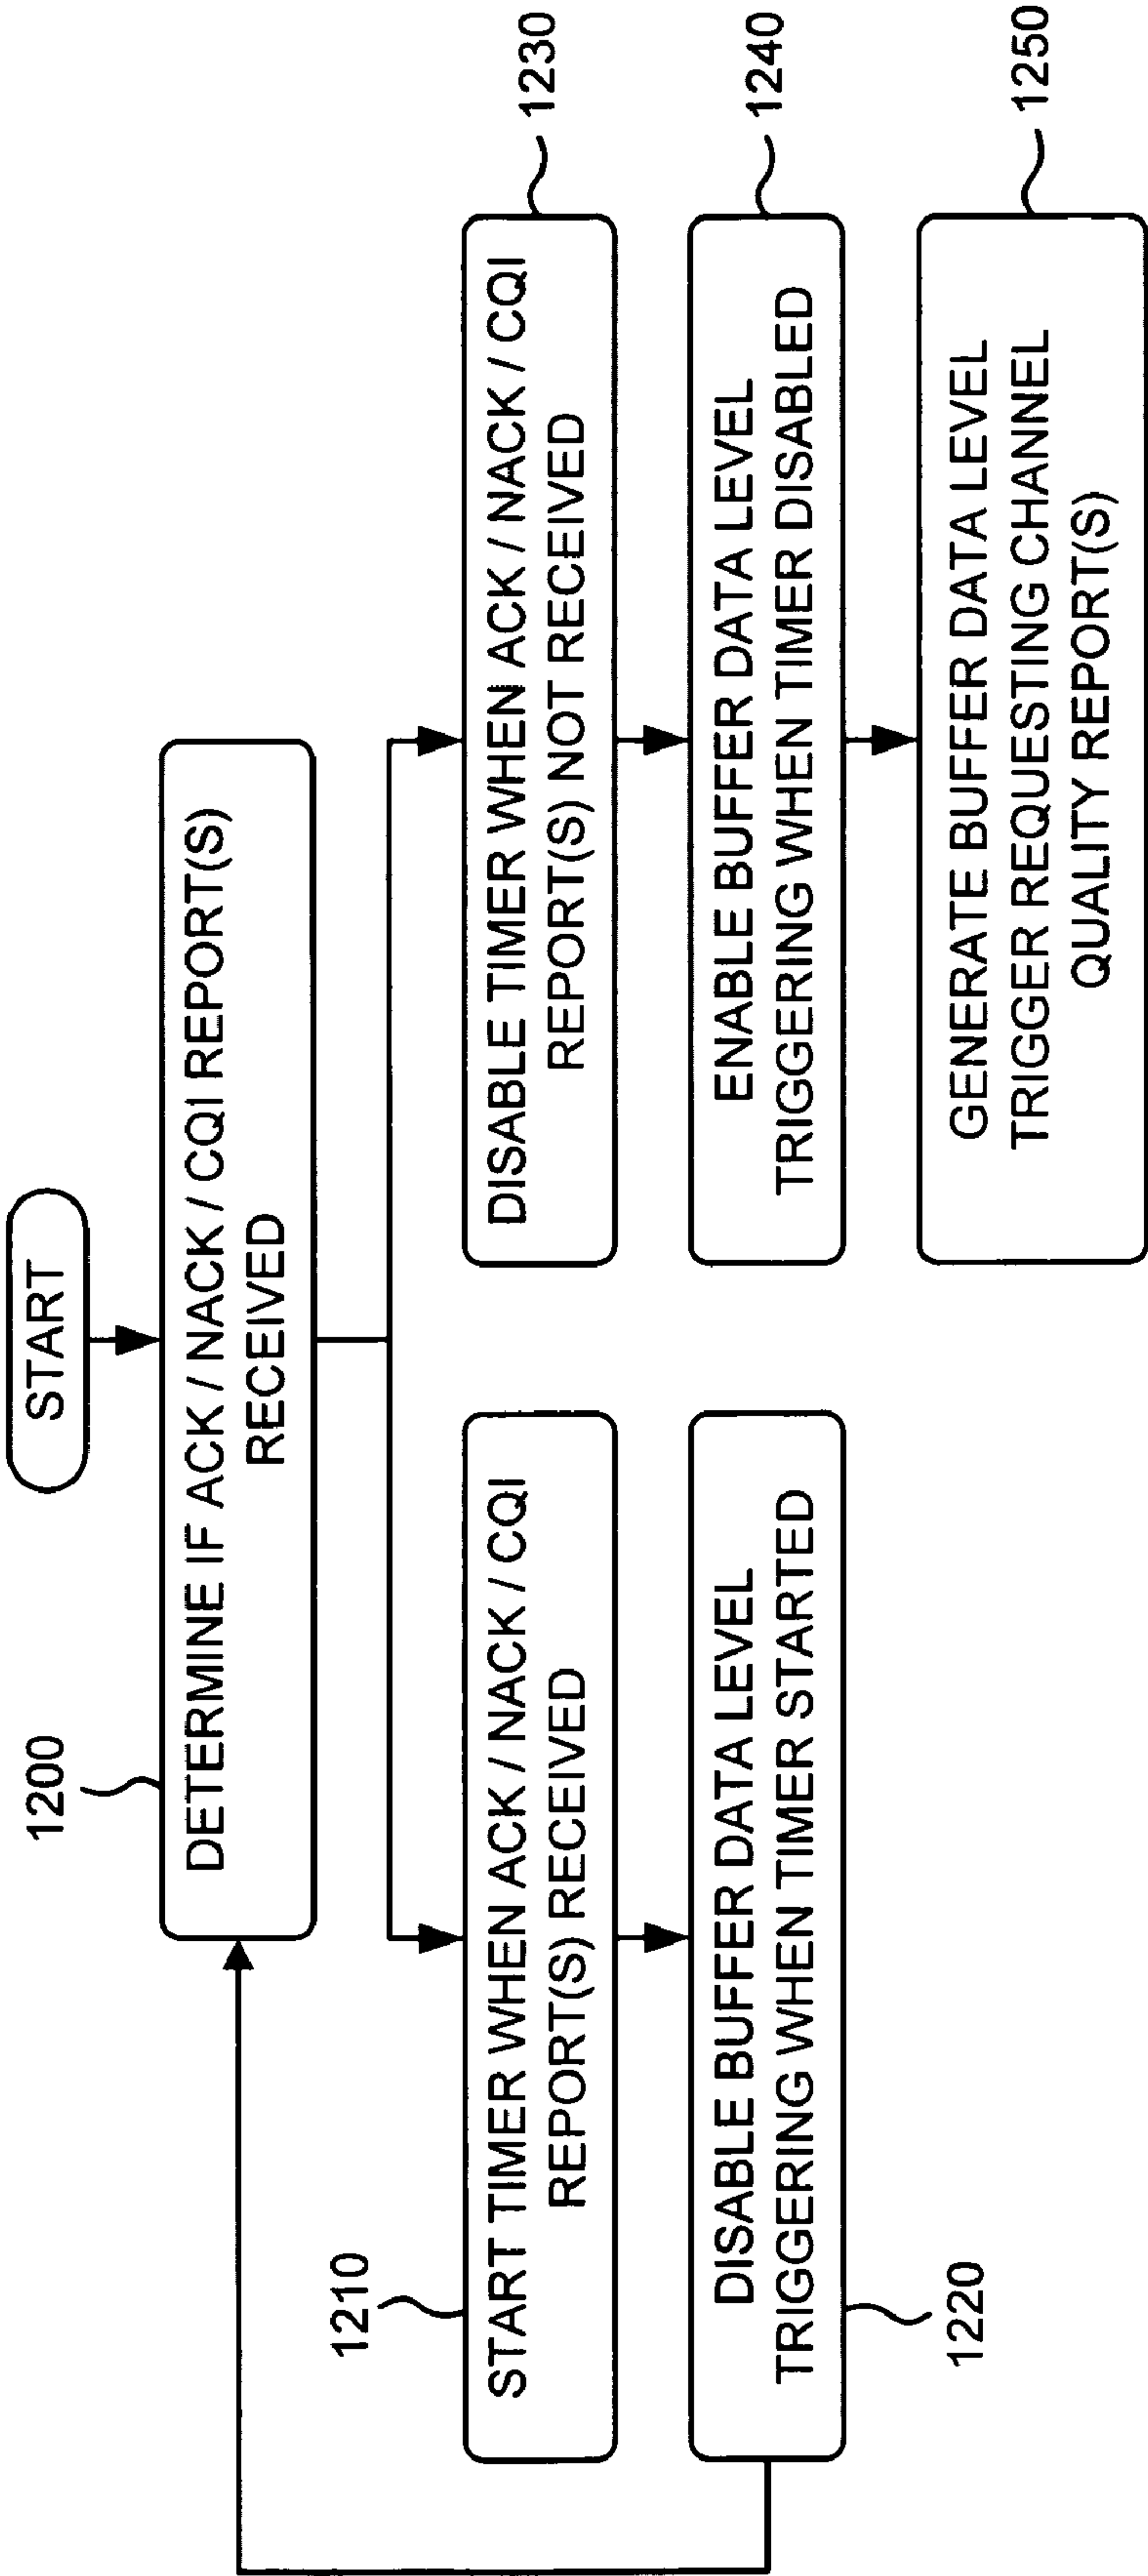 START
1200
DETERMINE IF ACK / NACK / CQI REPORT(S)
RECEIVED
1210
START TIMER WHEN ACK / NACK / CQI
REPORT(S) RECEIVED
DISABLE BUFFER DATA LEVEL
TRIGGERING WHEN TIMER STARTED
1220
DISABLE TIMER WHEN ACK / NACK / CQI
REPORT(S) NOT RECEIVED
1230
ENABLE BUFFER DATA LEVEL
TRIGGERING WHEN TIMER DISABLED
1240
GENERATE BUFFER DATA LEVEL
TRIGGER REQUESTING CHANNEL
QUALITY REPORT(S)
1250